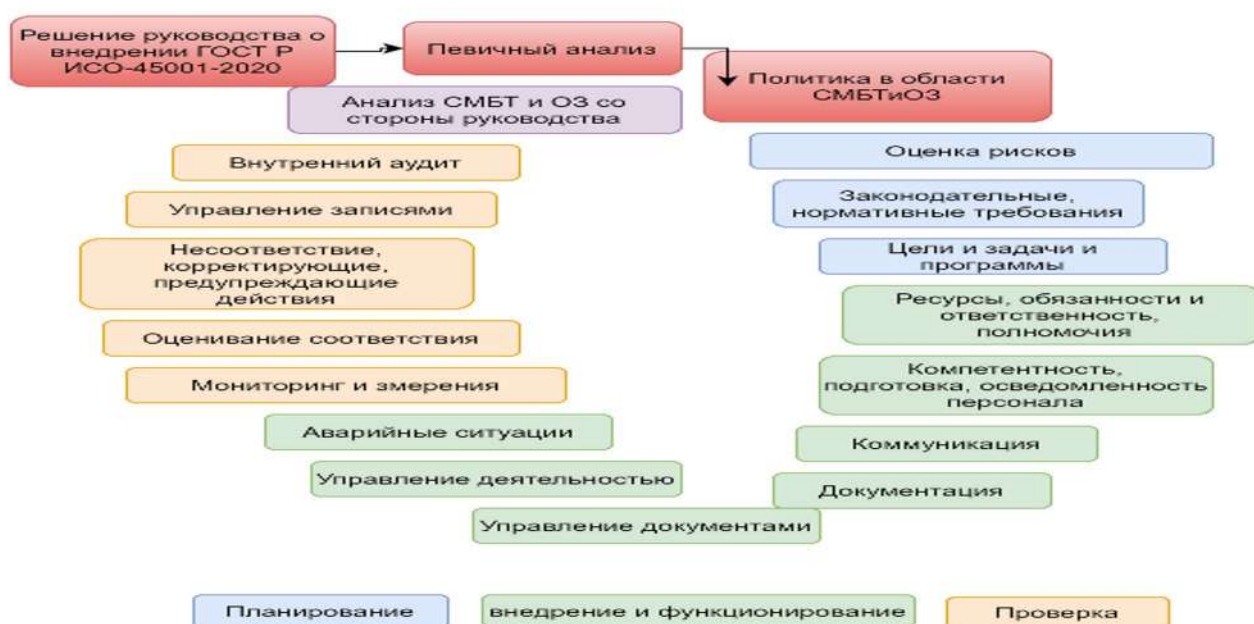 Решение руководства о
внедрении ГОСТ Р
ИСО-45001-2020
Певичный анализ
Политика в области
СМБТиОЗ
Анализ СМБТ и ОЗ со
стороны руководства
Оценка рисков
Внутренний аудит
Законодательные,
нормативные требования
Управление записями
Цели и задачи и
программы
Несоответствие,
корректирующие,
предупреждающие
действия
Ресурсы, обязанности и
ответственность,
полномочия
Оценивание соответствия
Компетентность,
подготовка, осведомленность
персонала
Мониторинг и змерения
Аварийные ситуации
Коммуникация
Управление деятельностью
Документация
Управление документами
Планирование
внедрение и функционирование
Проверка